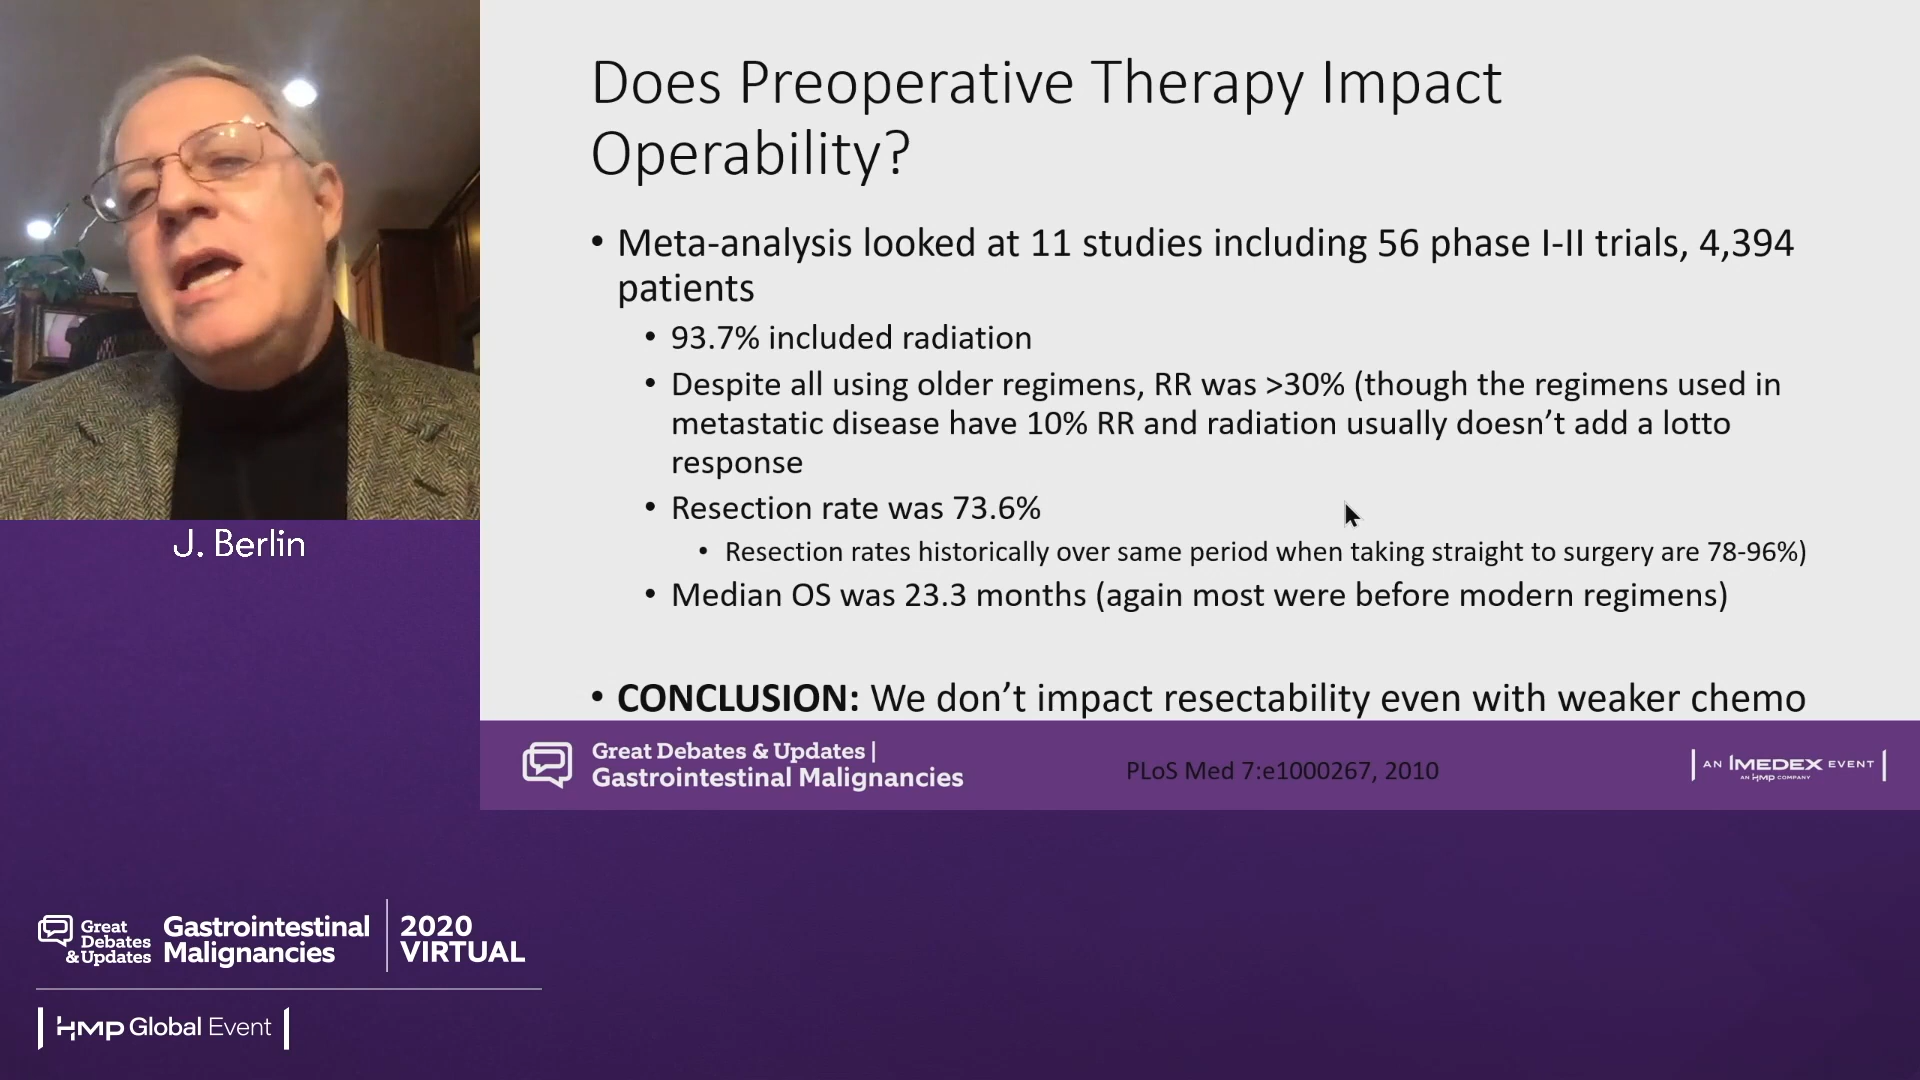 Does Preoperative Therapy Impact
Operability?
• Meta-analysis looked at 11 studies including 56 phase I-II trials, 4,394
patients
• 93.7% included radiation
• Despite all using older regimens, RR was >30% (though the regimens used in
metastatic disease have 10% RR and radiation usually doesn’t add a lotto
response
• Resection rate was 73.6%
• Resection rates historically over same period when taking straight to surgery are 78-96%)
• Median OS was 23.3 months (again most were before modern regimens)
• CONCLUSION: We don’t impact resectability even with weaker chemo
J. Berlin
Great Debates & Updates |
Gastrointestinal Malignancies
PLoS Med 7:e1000267, 2010
AN IMEDEX EVENT
AN HMP COMPANY
Great
Debates
& Updates
Gastrointestinal
Malignancies
2020
VIRTUAL
HMP Global Event